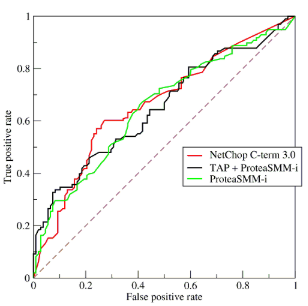 1
0.8
0.6
0.4
0.2
0
True positive rate
NetChop C-term 3.0
TAP + ProteaSMM-i
ProteaSMM-i
0 0.2 0.4 0.6 0.8 1
False positive rate